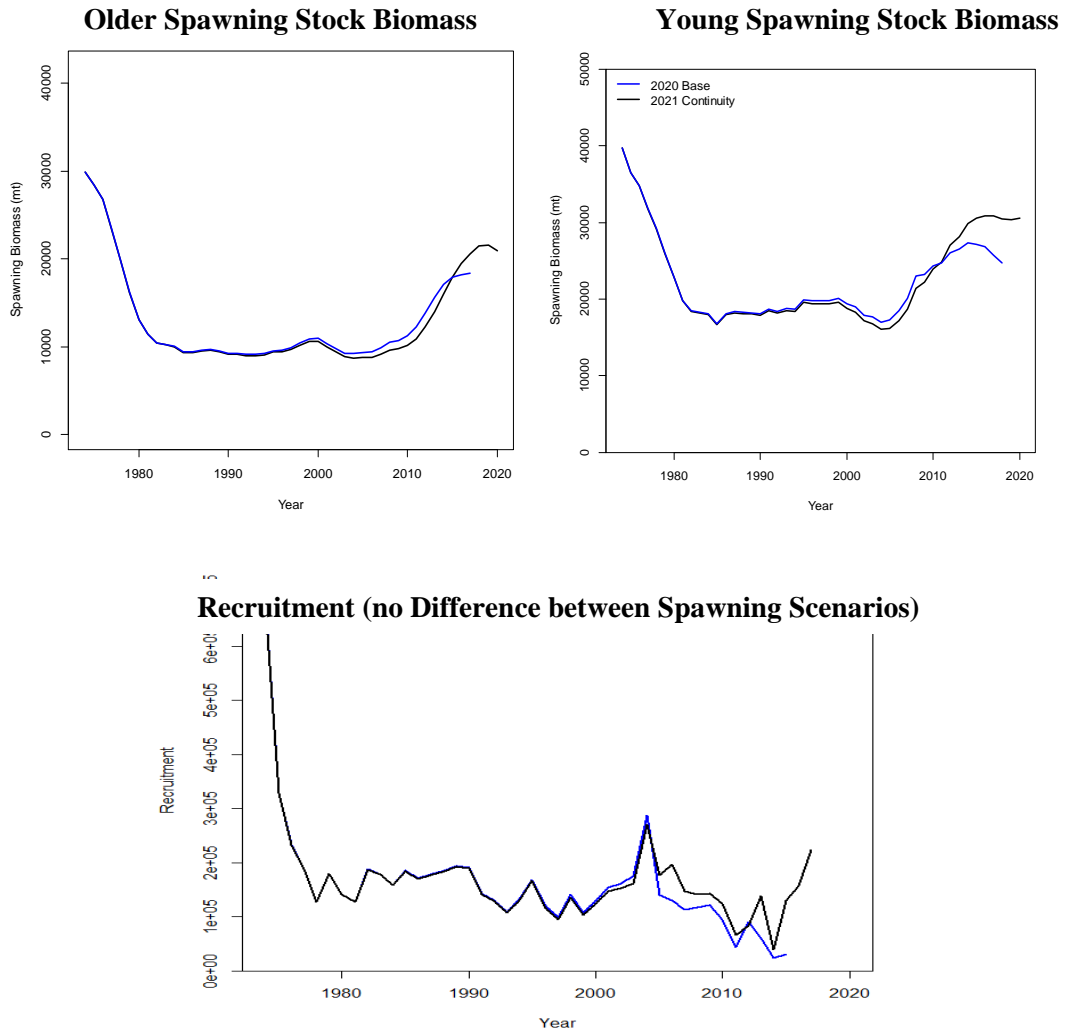 Older Spawning Stock Biomass
Young Spawning Stock Biomass
Spawning Biomass (mt)
40000
30000
20000
10000
0
1980 1990 2000 2010 2020
Year
2020 Base
2021 Continuity
Spawning Biomass (mt)
50000
40000
30000
20000
10000
0
1980 1990 2000 2010 2020
Year
Recruitment (no Difference between Spawning Scenarios)
Recruitment
6e+05
5e+05
4e+05
3e+05
2e+05
1e+05
0e+00
1980 1990 2000 2010 2020
Year